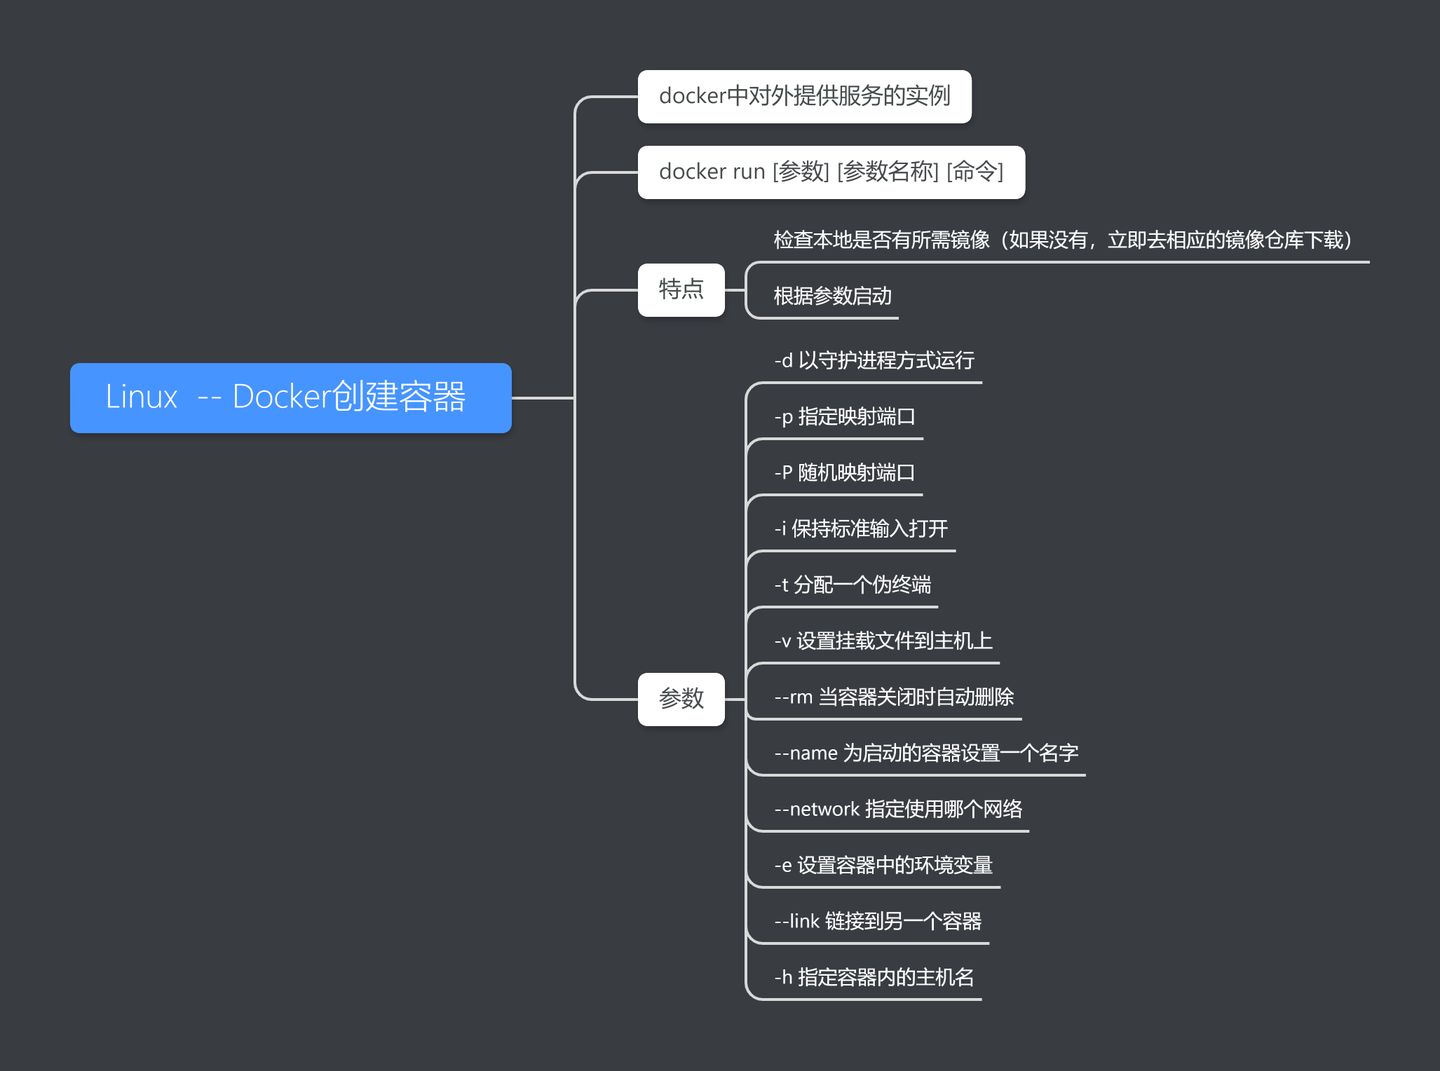 docker中对外提供服务的实例
docker run [参数] [参数名称] [命令]
检查本地是否有所需镜像（如果没有，立即去相应的镜像仓库下载）
特点
根据参数启动
-d 以守护进程方式运行
Linux  -- Docker创建容器
-p 指定映射端口
-P 随机映射端口
-i 保持标准输入打开
-t 分配一个伪终端
-v 设置挂载文件到主机上
参数
--rm 当容器关闭时自动删除
--name 为启动的容器设置一个名字
--network 指定使用哪个网络
-e 设置容器中的环境变量
--link 链接到另一个容器
-h 指定容器内的主机名